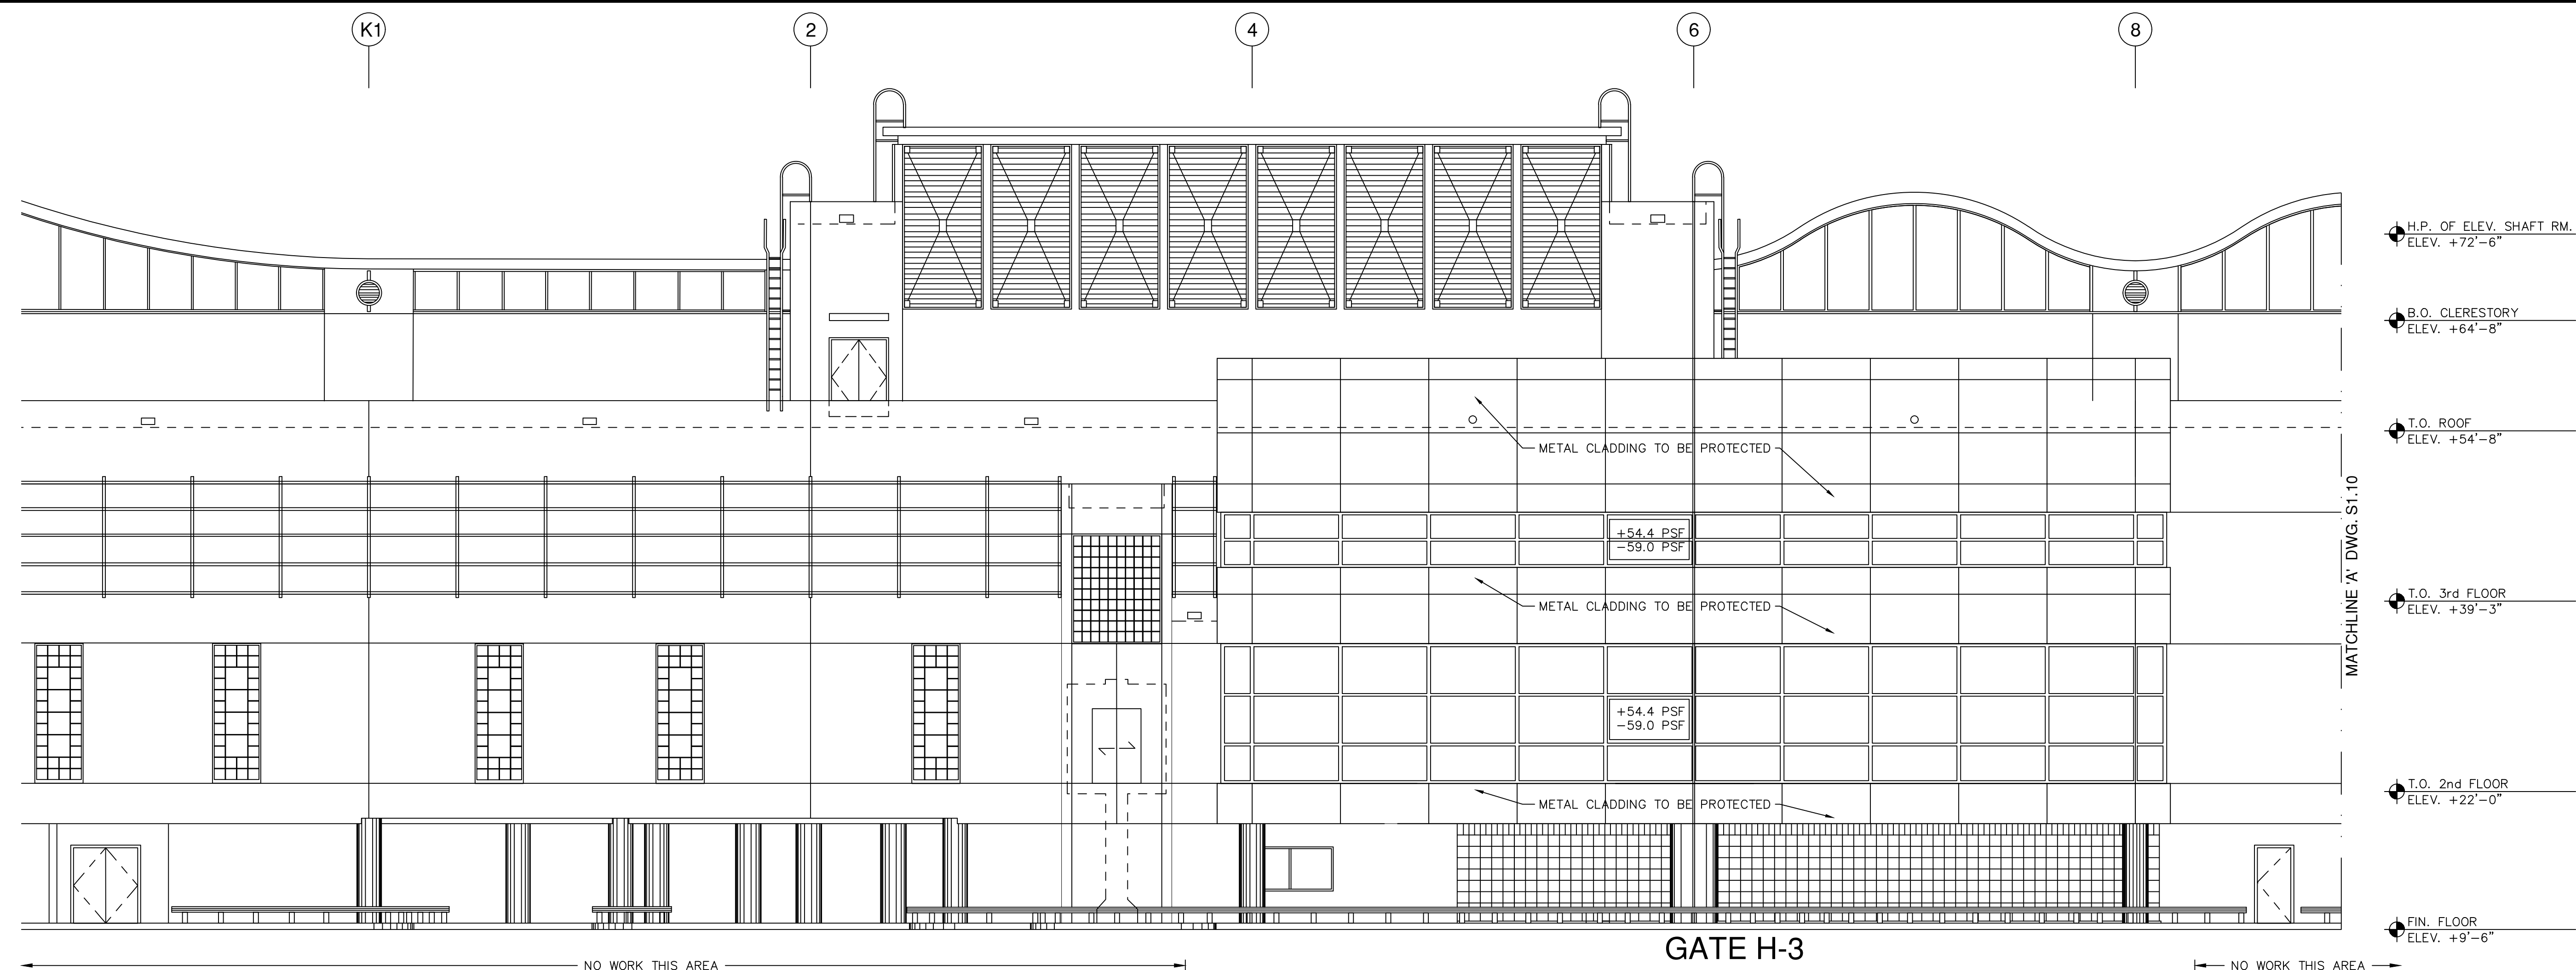 K1
2
4
6
8
H.P. OF ELEV. SHAFT RM.
ELEV. +72'-6"
B.O. CLERESTORY
ELEV. +64'-8"
T.O. ROOF
ELEV. +54'-8"
METAL CLADDING TO BE PROTECTED
MATCHLINE 'A' DWG. S1.10
+54.4 PSF
-59.0 PSF
T.O. 3rd FLOOR
ELEV. +39'-3"
METAL CLADDING TO BE PROTECTED
+54.4 PSF
-59.0 PSF
T.O. 2nd FLOOR
ELEV. +22'-0"
METAL CLADDING TO BE PROTECTED
FIN. FLOOR
ELEV. +9'-6"
GATE H-3
NO WORK THIS AREA
NO WORK THIS AREA